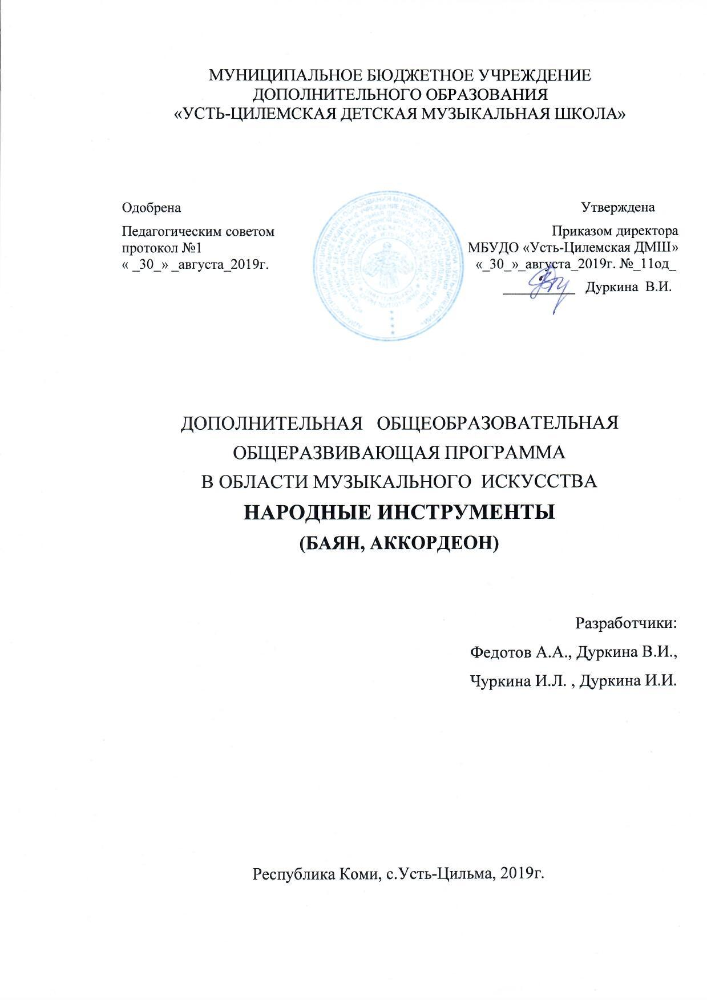 МУНИЦИПАЛЬНОЕ БЮДЖЕТНОЕ УЧРЕЖДЕНИЕ
ДОПОЛНИТЕЛЬНОГО ОБРАЗОВАНИЯ
«УСТЬ-ЦИЛЕМСКАЯ ДЕТСКАЯ МУЗЫКАЛЬНАЯ ШКОЛА»
Одобрена
Утверждена
Педагогическим советом
Приказом директора
протокол №1
МБУДО «Усть-Цилемская ДМШ»
« _30_» _августа_2019г.
«_30_»_августа_2019г. №_11од_
Дуркина В.И.
ДОПОЛНИТЕЛЬНАЯ ОБЩЕОБРАЗОВАТЕЛЬНАЯ
ОБЩЕРАЗВИВАЮЩАЯ ПРОГРАММА
В ОБЛАСТИ МУЗЫКАЛЬНОГО ИСКУССТВА
НАРОДНЫЕ ИНСТРУМЕНТЫ
(БАЯН, АККОРДЕОН)
Разработчики:
Федотов А.А., Дуркина В.И.,
Чуркина И.Л. , Дуркина И.И.
Республика Коми, с.Усть-Цильма, 2019г.